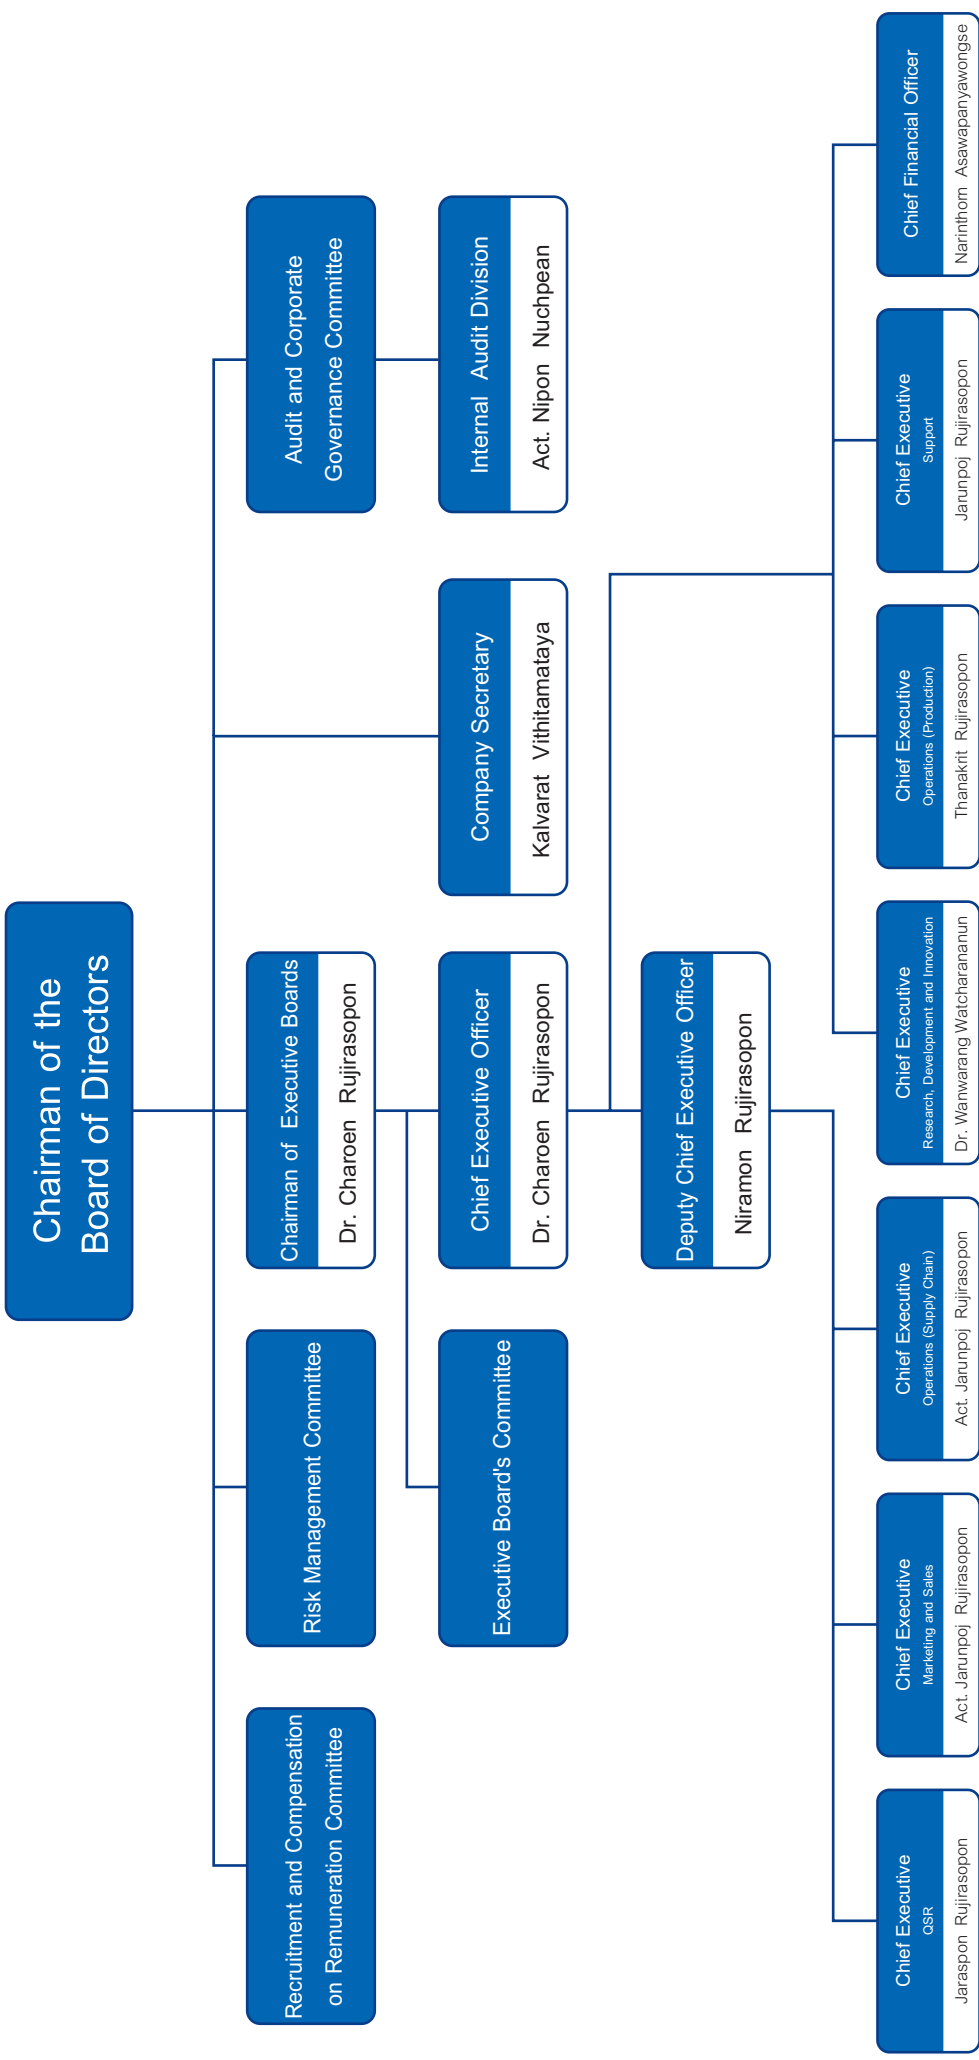 Chairman of the
Board of Directors
Recruitment and Compensation
on Remuneration Committee
Risk Management Committee
Chairman of Executive Boards
Dr. Charoen Rujirasopon
Audit and Corporate
Governance Committee
Executive Board's Committee
Chief Executive Officer
Dr. Charoen Rujirasopon
Company Secretary
Kalvarat Vithitamataya
Internal Audit Division
Act. Nipon Nuchpean
Deputy Chief Executive Officer
Niramon Rujirasopon
Chief Executive
QSR
Jaraspon Rujirasopon
Chief Executive
Marketing and Sales
Act. Jarunpoj Rujirasopon
Chief Executive
Operations (Supply Chain)
Act. Jarunpoj Rujirasopon
Chief Executive
Research, Development and Innovation
Dr. Wanwarang Watcharananun
Chief Executive
Operations (Production)
Thanakrit Rujirasopon
Chief Executive
Support
Jarunpoj Rujirasopon
Chief Financial Officer
Narinthorn Asawapanyawongse